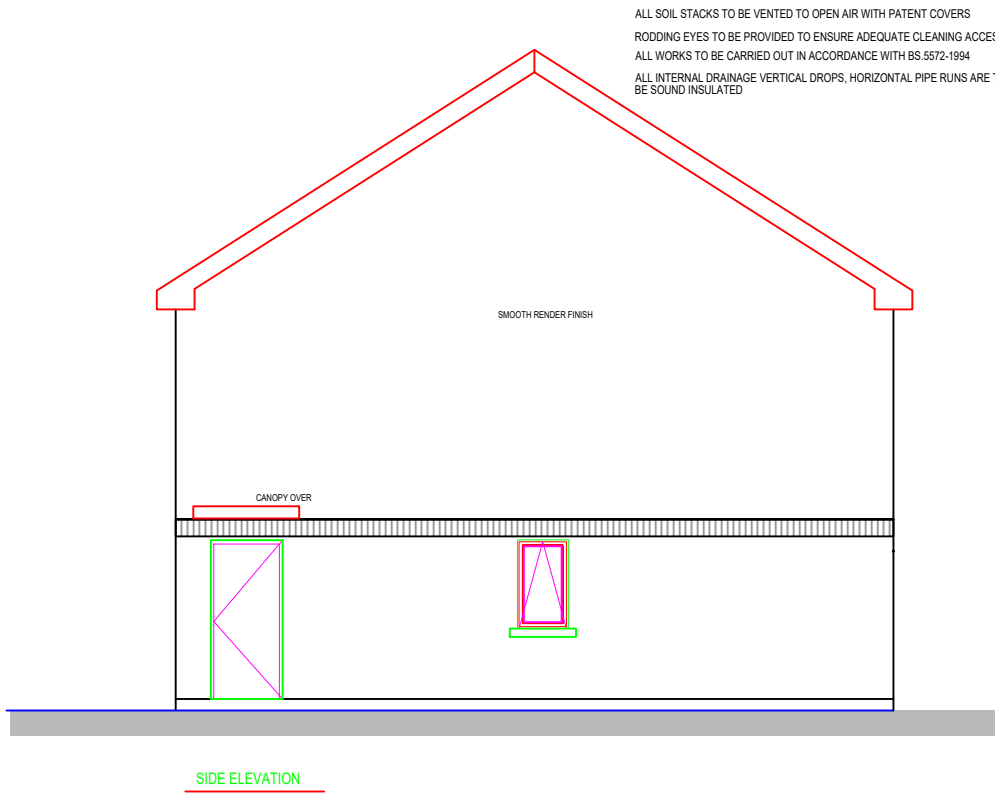 ALL SOIL STACKS TO BE VENTED TO OPEN AIR WITH PATENT COVERS
RODDING EYES TO BE PROVIDED TO ENSURE ADEQUATE CLEANING
ALL WORKS TO BE CARRIED OUT IN ACCORDANCE WITH BS.5572-1994
ALL INTERNAL DRAINAGE VERTICAL DROPS, HORIZONTAL PIPE RUNS ARE
BE SOUND INSULATED
SMOOTH RENDER FINISH
CANOPY OVER
SIDE ELEVATION